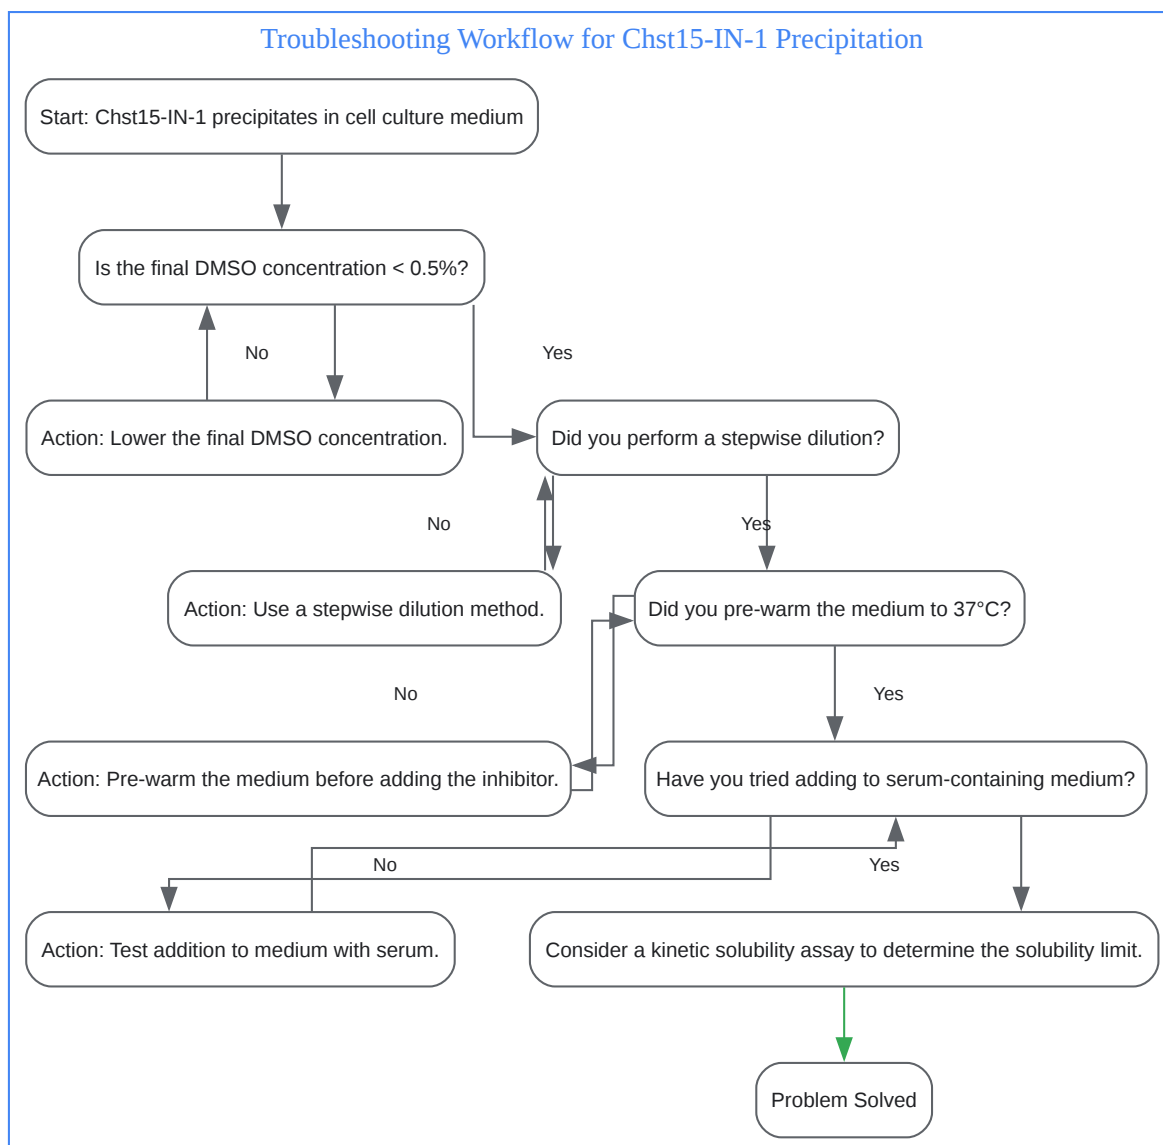 Troubleshooting Workflow for Chst15-IN-1 Precipitation
Start: Chst15-IN-1 precipitates in cell culture medium
Is the final DMSO concentration < 0.5%?
No
Yes
Action: Lower the final DMSO concentration.
Did you perform a stepwise dilution?
No
Yes
Action: Use a stepwise dilution method.
Did you pre-warm the medium to 37°C?
No
Yes
Action: Pre-warm the medium before adding the inhibitor.
Have you tried adding to serum-containing medium?
No
Yes
Action: Test addition to medium with serum.
Consider a kinetic solubility assay to determine the solubility limit.
Problem Solved